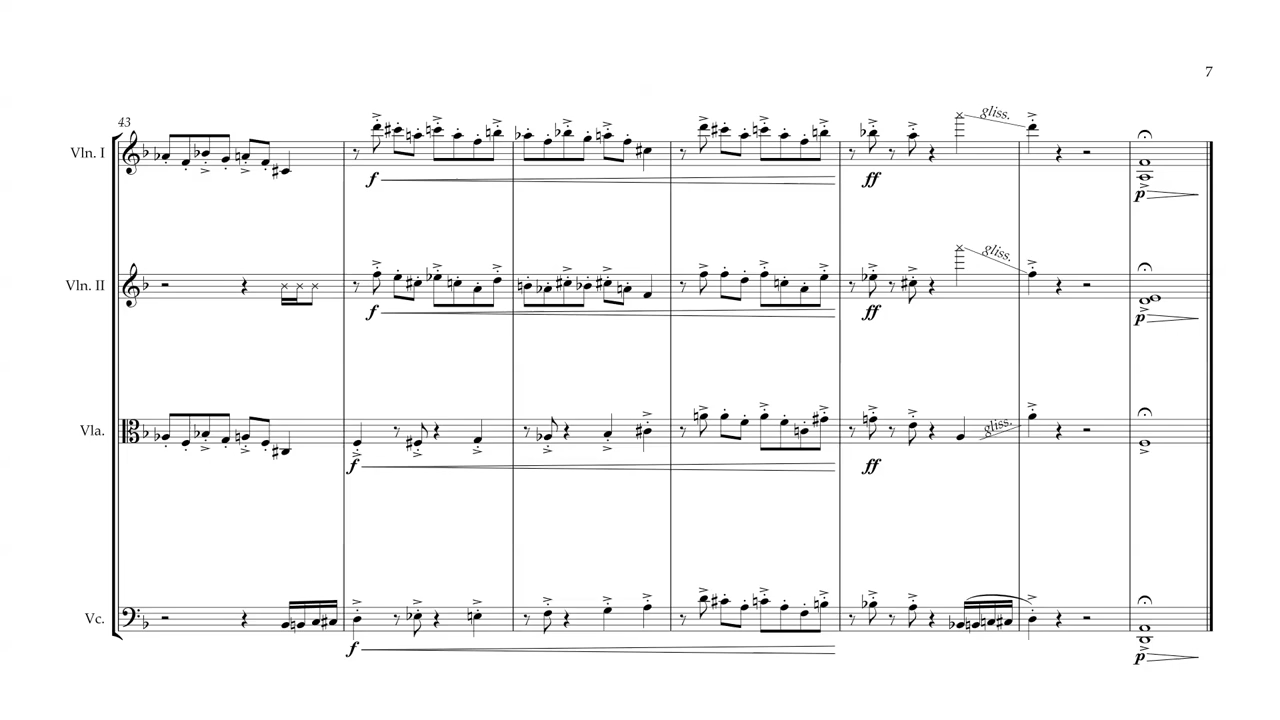 7
43
Vln. I
gliss.
f
ff
p
Vln. II
gliss.
f
ff
p
Vla.
gliss.
f
ff
Vc.
f
p